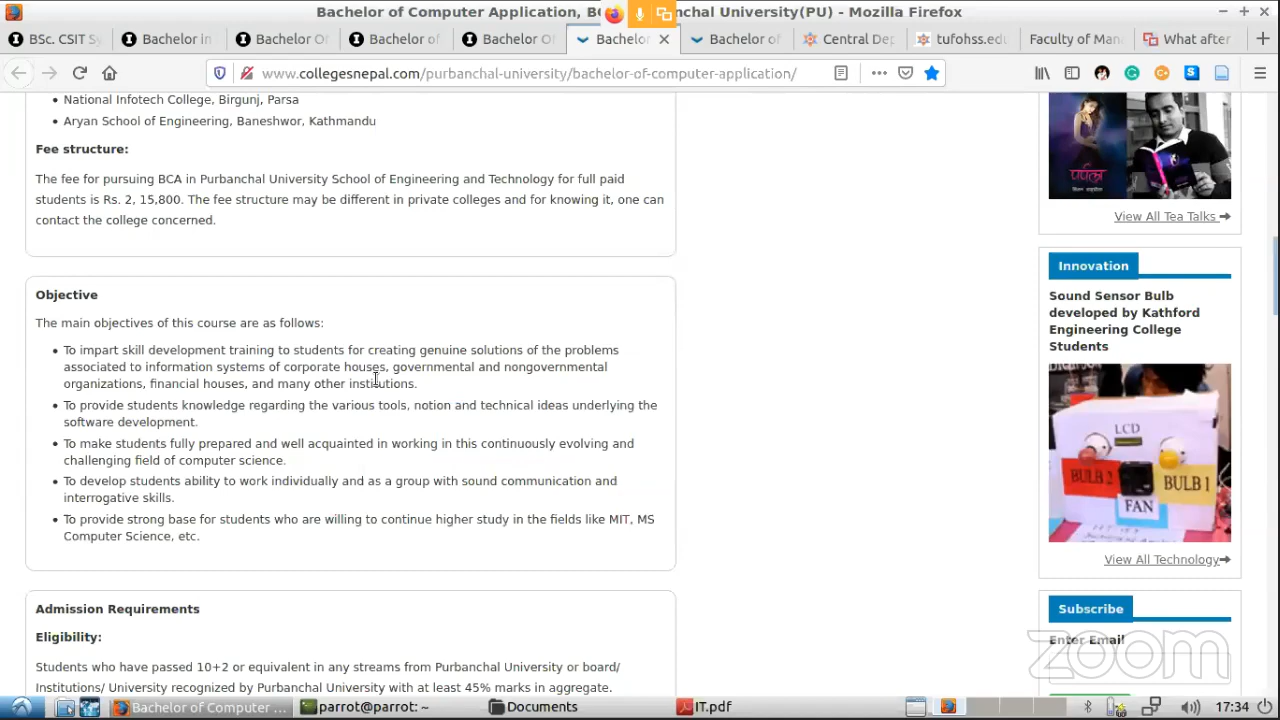 Bachelor of Computer Application, BC
nchal University(PU) - Mozilla Firefox
BSc. CSIT Sy
Bachelor in
Bachelor Of
Bachelor of
Bachelor Of
Bachelor
Bachelor of
Central Dep
tufohss.edu
Faculty of Man
What after
www.collegesnepal.com/purbanchal-university/bachelor-of-computer-application/
National Infotech College, Birgunj, Parsa
Aryan School of Engineering, Baneshwor, Kathmandu
Fee structure:
The fee for pursuing BCA in Purbanchal University School of Engineering and Technology for full paid
students is Rs. 2, 15,800. The fee structure may be different in private colleges and for knowing it, one can
contact the college concerned.
Objective
The main objectives of this course are as follows:
To impart skill development training to students for creating genuine solutions of the problems
associated to information systems of corporate houses, governmental and nongovernmental
organizations, financial houses, and many other institutions.
To provide students knowledge regarding the various tools, notion and technical ideas underlying the
software development.
To make students fully prepared and well acquainted in working in this continuously evolving and
challenging field of computer science.
To develop students ability to work individually and as a group with sound communication and
interrogative skills.
To provide strong base for students who are willing to continue higher study in the fields like MIT, MS
Computer Science, etc.
Admission Requirements
Eligibility:
Students who have passed 10+2 or equivalent in any streams from Purbanchal University or board/
Institutions/ University recognized by Purbanchal University with at least 45% marks in aggregate.
View All Tea Talks
Innovation
Sound Sensor Bulb
developed by Kathford
Engineering College
Students
LCD
BULB 2
BULB 1
FAN
View All Technology
Subscribe
Enter Email
zoom
Bachelor of Computer ...
parrot@parrot: ~
Documents
IT.pdf
17:34